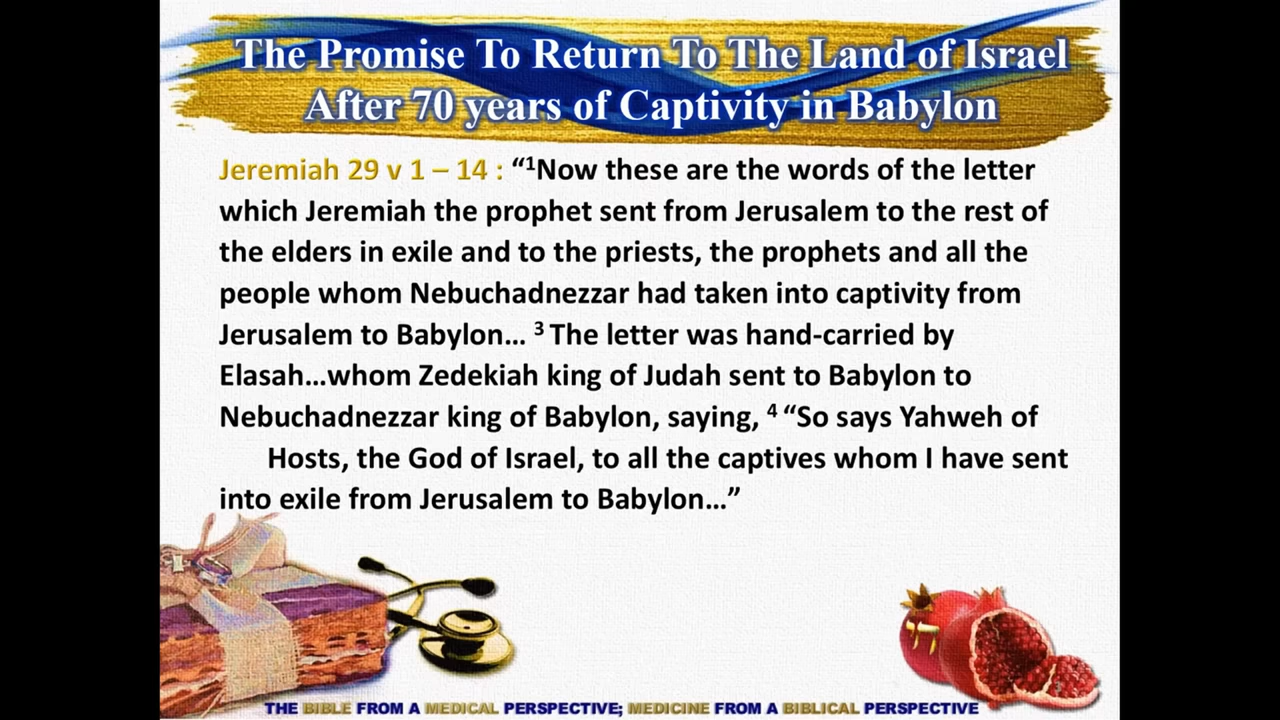 The Promise To Return To The Land of Israel
After 70 years of Captivity in Babylon
Jeremiah 29 v 1 – 14 : “¹Now these are the words of the letter
which Jeremiah the prophet sent from Jerusalem to the rest of
the elders in exile and to the priests, the prophets and all the
people whom Nebuchadnezzar had taken into captivity from
Jerusalem to Babylon… ³ The letter was hand-carried by
Elasah…whom Zedekiah king of Judah sent to Babylon to
Nebuchadnezzar king of Babylon, saying, ⁴ “So says Yahweh of
Hosts, the God of Israel, to all the captives whom I have sent
into exile from Jerusalem to Babylon…”
חי
THE BIBLE FROM A MEDICAL PERSPECTIVE; MEDICINE FROM A BIBLICAL PERSPECTIVE